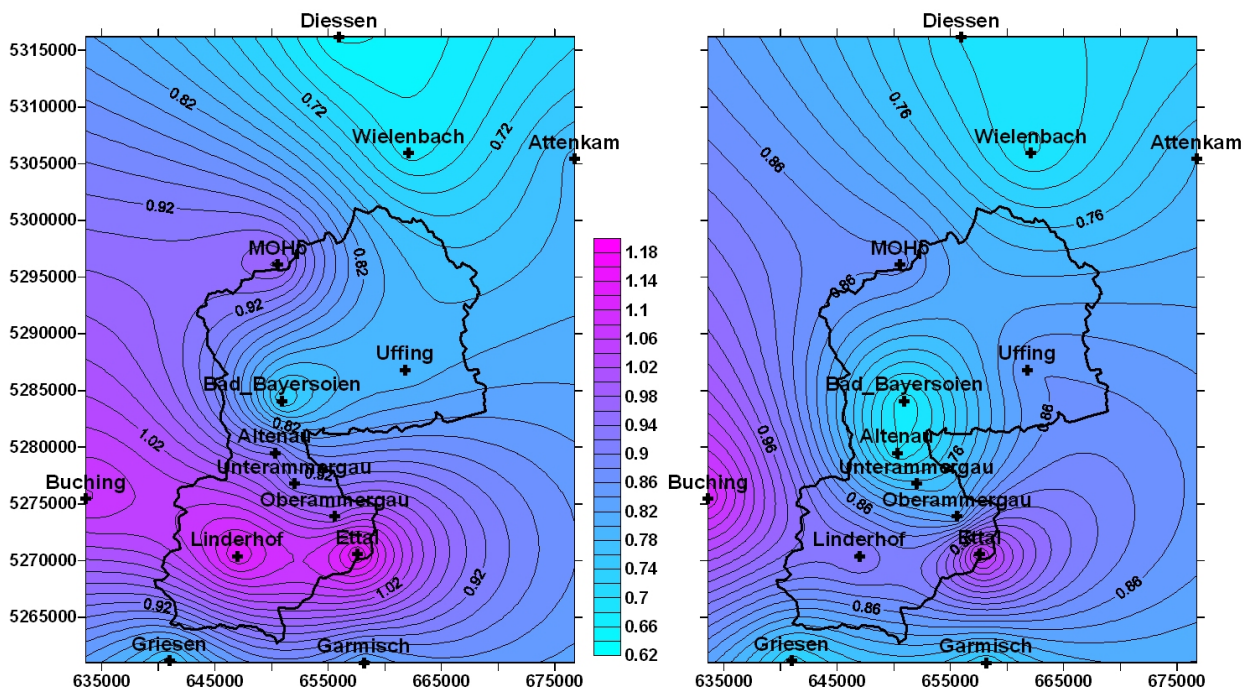 Diessen
Diessen
5315000
5310000
5305000
5300000
5295000
5290000
5285000
5280000
5275000
5270000
5265000
0.82
0.72
Wielenbach
0.72
Attenkam
0.92
MOHp
0.82
0.92
Uffing
Bad_Bayersoien
0.82
Altenau
1.02
Unterammergau
0.92
Buching
Oberammergau
Linderhof
Ettal
1.02
0.92
0.92
Griesen
Garmisch
635000
645000
655000
665000
675000
1.18
1.14
1.1
1.06
1.02
0.98
0.94
0.9
0.86
0.82
0.78
0.74
0.7
0.66
0.62
0.76
Wielenbach
Attenkam
0.86
0.76
MOHp
0.86
Uffing
Bad_Bayersoien
0.86
Altenau
0.96
Unterammergau
Buching
Oberammergau
0.86
Linderhof
Ettal
0.86
0.86
Griesen
Garmisch
635000
645000
655000
665000
675000